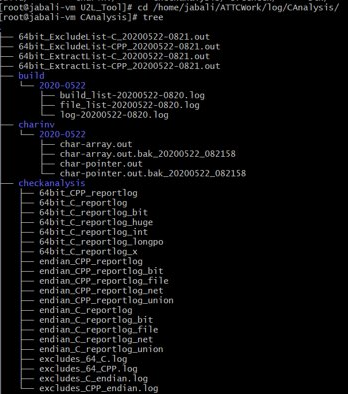 [root@jabali-vm U2L_Tool]# cd /home/jabali/ATTCWork/log/CAnalysis/
[root@jabali-vm CAnalysis]# tree
.
├── 64bit_ExcludeList-C_20200522-0821.out
├── 64bit_ExcludeList-CPP_20200522-0821.out
├── 64bit_ExtractList-C_20200522-0821.out
├── 64bit_ExtractList-CPP_20200522-0821.out
├── build
│   └── 2020-0522
│       ├── build_list-20200522-0820.log
│       ├── file_list-20200522-0820.log
│       └── log-20200522-0820.log
├── charinv
│   └── 2020-0522
│       ├── char-array.out
│       ├── char-array.out.bak_20200522_082158
│       ├── char-pointer.out
│       └── char-pointer.out.bak_20200522_082158
├── checkanalysis
│   ├── 64bit_CPP_reportlog
│   ├── 64bit_C_reportlog
│   ├── 64bit_C_reportlog_bit
│   ├── 64bit_C_reportlog_huge
│   ├── 64bit_C_reportlog_int
│   ├── 64bit_C_reportlog_longpo
│   ├── 64bit_C_reportlog_x
│   ├── endian_CPP_reportlog
│   ├── endian_CPP_reportlog_bit
│   ├── endian_CPP_reportlog_file
│   ├── endian_CPP_reportlog_net
│   ├── endian_CPP_reportlog_union
│   ├── endian_C_reportlog
│   ├── endian_C_reportlog_bit
│   ├── endian_C_reportlog_file
│   ├── endian_C_reportlog_net
│   ├── endian_C_reportlog_union
│   ├── excludes_64_C.log
│   ├── excludes_64_CPP.log
│   ├── excludes_C_endian.log
│   └── excludes_CPP_endian.log